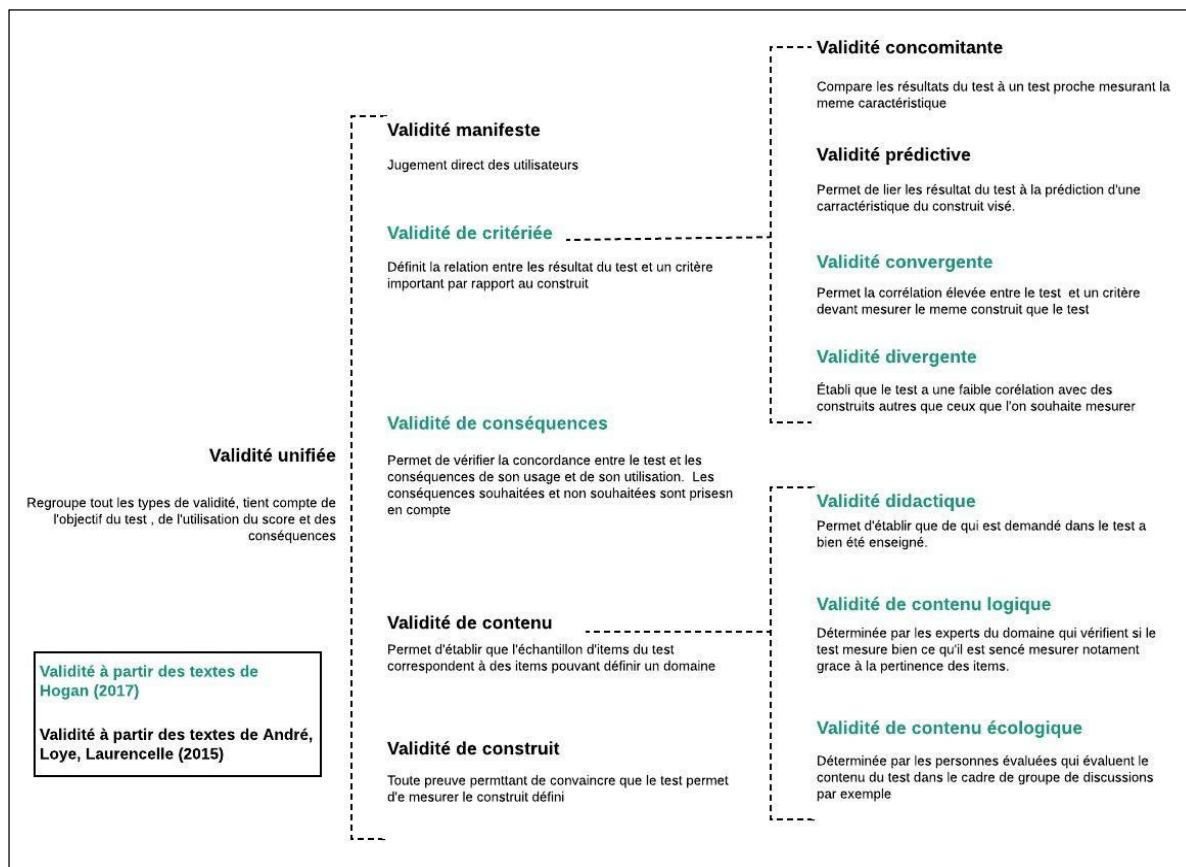 Validité unifiée
Regroupe tout les types de validité, tient compte de
l'objectif du test , de l'utilisation du score et des
conséquences
Validité à partir des textes de
Hogan (2017)
Validité à partir des textes de André,
Loye, Laurencelle (2015)
Validité manifeste
Jugement direct des utilisateurs
Validité de critériée
Définit la relation entre les résultat du test et un critère
important par rapport au construit
Validité de conséquences
Permet de vérifier la concordance entre le test et les
conséquences de son usage et de son utilisation. Les
conséquences souhaitées et non souhaitées sont prisesn
en compte
Validité de contenu
Permet d'établir que l'échantillon d'items du test
correspondent à des items pouvant définir un domaine
Validité de construit
Toute preuve permttant de convaincre que le test permet
d'e mesurer le construit défini
Validité concomitante
Compare les résultats du test à un test proche mesurant la
meme caractéristique
Validité prédictive
Permet de lier les résultat du test à la prédiction d'une
carractéristique du construit visé.
Validité convergente
Permet la corrélation élevée entre le test et un critère
devant mesurer le meme construit que le test
Validité divergente
Établi que le test a une faible corélation avec des
construits autres que ceux que l'on souhaite mesurer
Validité didactique
Permet d'établir que de qui est demandé dans le test a
bien été enseigné.
Validité de contenu logique
Déterminée par les experts du domaine qui vérifient si le
test mesure bien ce qu'il est sencé mesurer notament
grace à la pertinence des items.
Validité de contenu écologique
Déterminée par les personnes évaluées qui évaluent le
contenu du test dans le cadre de groupe de discussions
par exemple